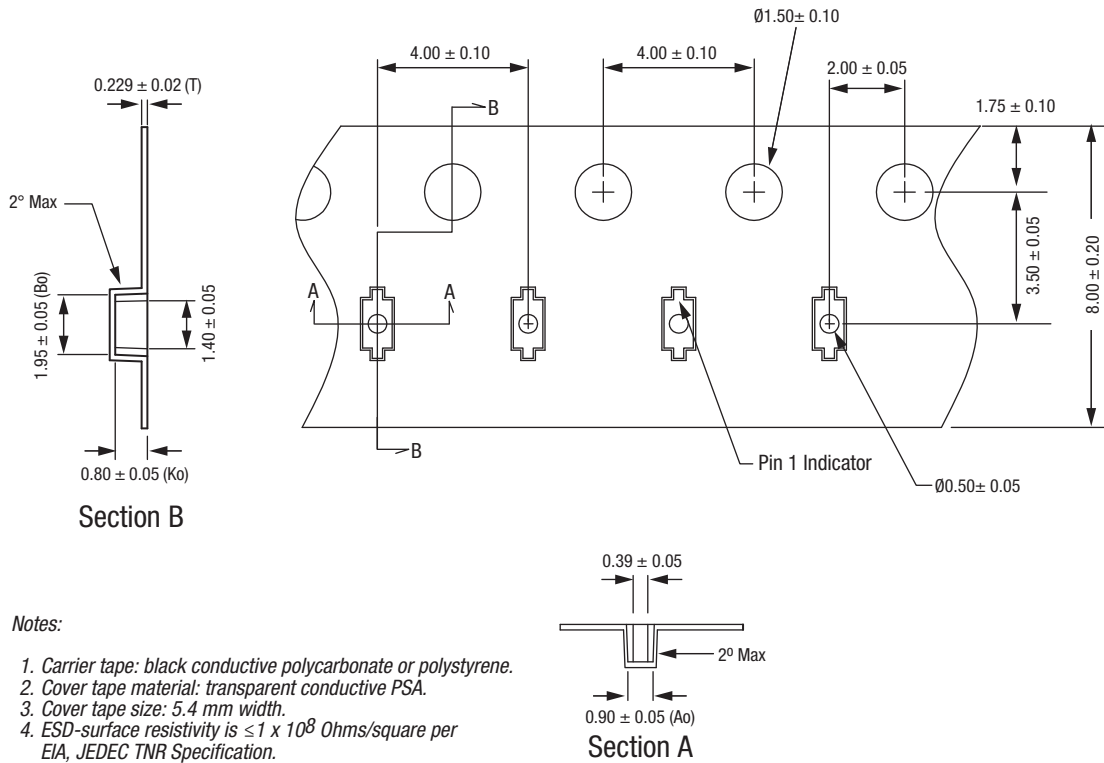 Ø1.50± 0.10
4.00 ± 0.10
4.00 ± 0.10
2.00 ± 0.05
0.229 ± 0.02 (T)
1.75 ± 0.10
B
2° Max
3.50 ± 0.05
8.00 ± 0.20
A
A
1.95 ± 0.05 (Bo)
1.40 ± 0.05
B
Pin 1 Indicator
0.80 ± 0.05 (Ko)
Ø0.50± 0.05
Section B
0.39 ± 0.05
2º Max
0.90 ± 0.05 (Ao)
Section A
Notes:
1. Carrier tape: black conductive polycarbonate or polystyrene.
2. Cover tape material: transparent conductive PSA.
3. Cover tape size: 5.4 mm width.
4. ESD-surface resistivity is ≤1 x 10⁸ Ohms/square per
EIA, JEDEC TNR Specification.